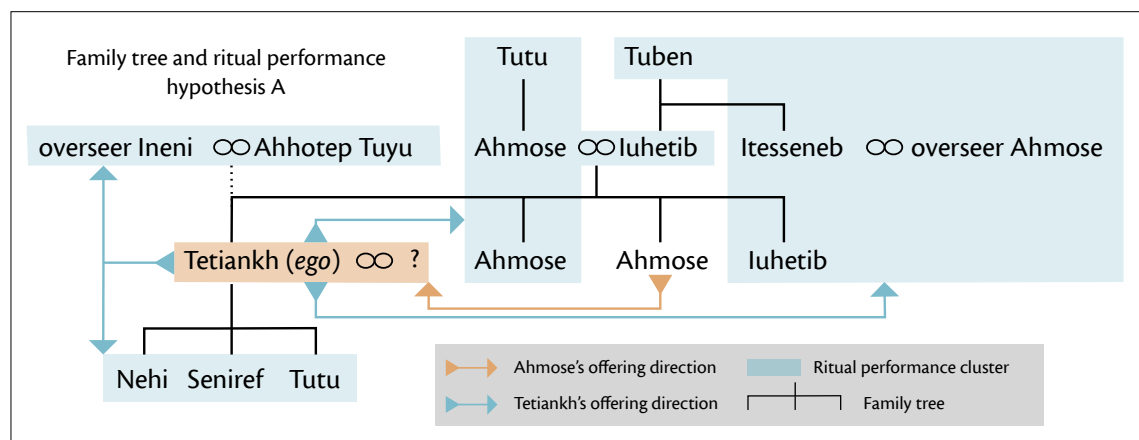 Family tree and ritual performance
hypothesis A
Tutu Tuben
overseer Ineni ∞ Ahhotep Tuyu Ahmose ∞ Iuhetib Itesseneb ∞ overseer Ahmose
Tetiankh (ego) ∞ ? Ahmose Ahmose Iuhetib
Nehi Seniref Tutu
Ahmose's offering direction Ritual performance cluster
Tetiankh's offering direction Family tree